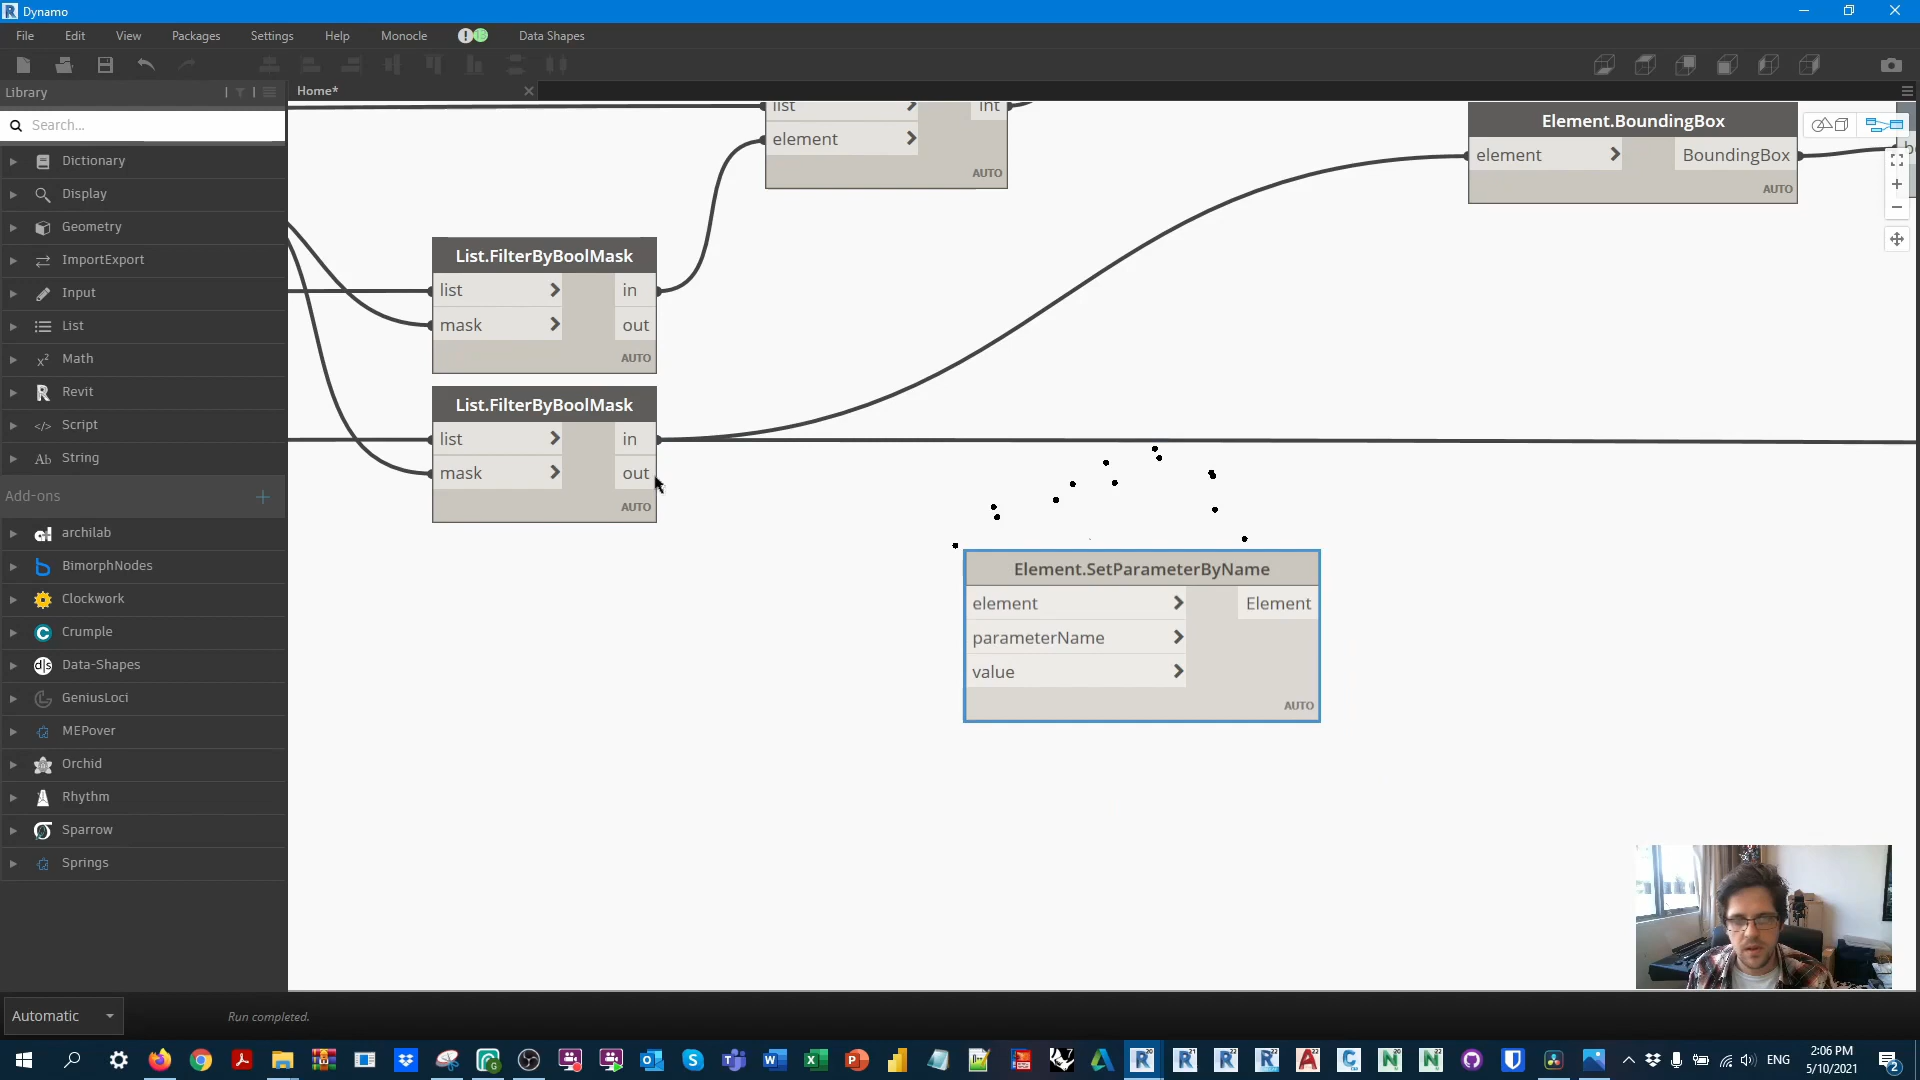 Dynamo
File Edit View Packages Settings Help Monocle Data Shapes
Library
Home*
Search...
Dictionary
Display
Geometry
ImportExport
Input
List
Math
Revit
Script
String
Add-ons
archilab
BimorphNodes
Clockwork
Crumple
Data-Shapes
GeniusLoci
MEPover
Orchid
Rhythm
Sparrow
Springs
list int
element
AUTO
Element.BoundingBox
element BoundingBox
AUTO
List.FilterByBoolMask
list in
mask out
AUTO
List.FilterByBoolMask
list in
mask out
AUTO
Element.SetParameterByName
element Element
parameterName
value
AUTO
Automatic
Run completed.
ENG
2:06 PM
5/10/2021